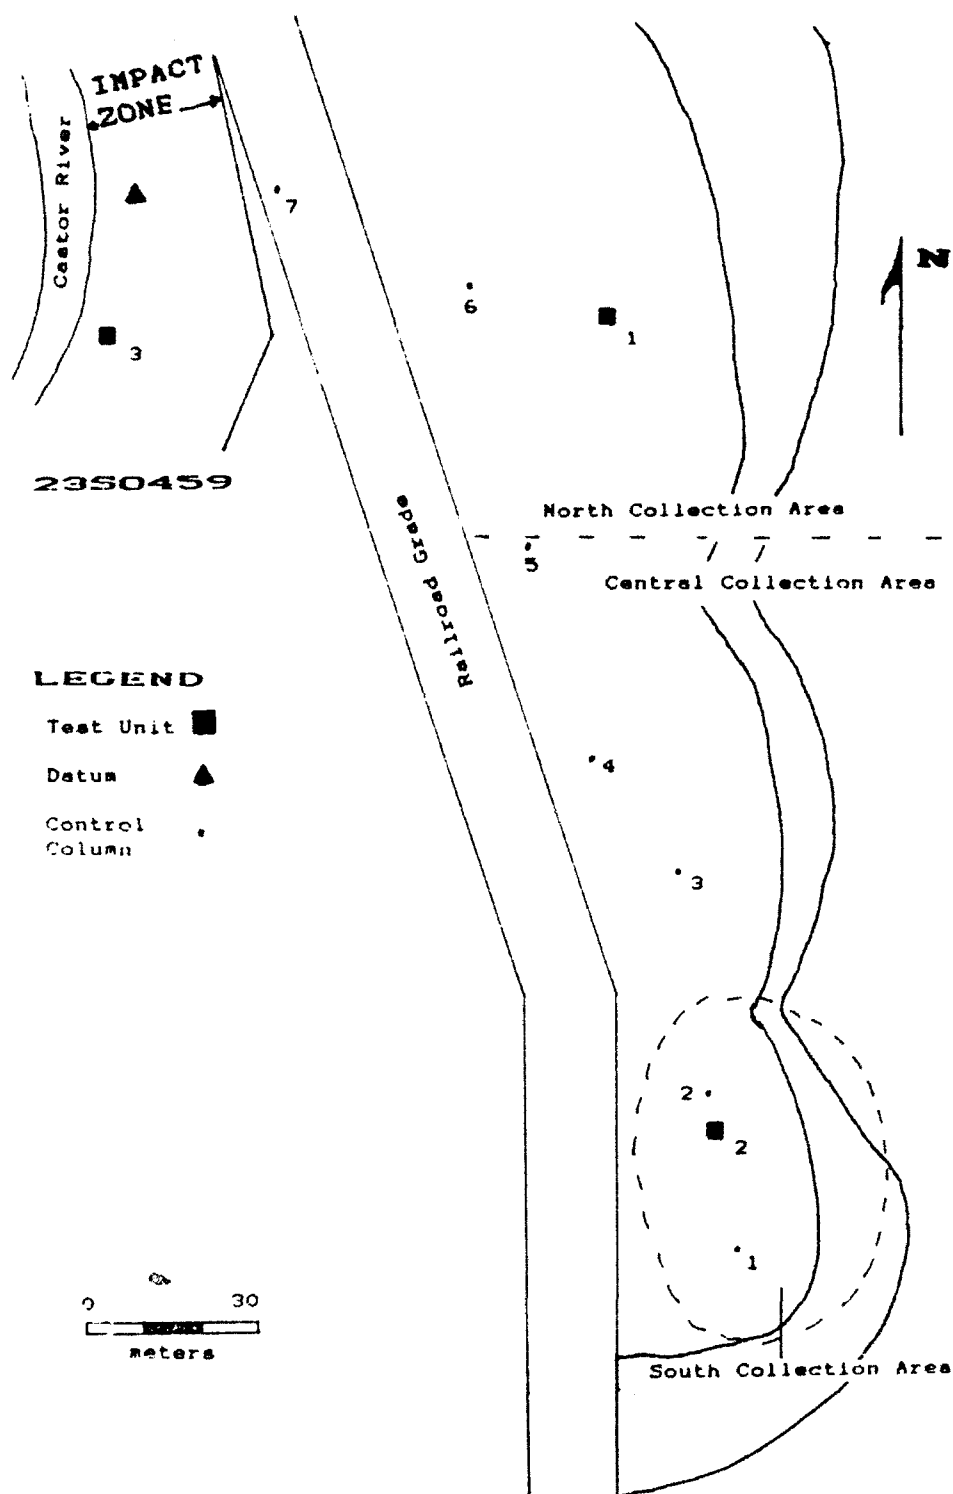 IMPACT
ZONE
Castor River
7
N
6
1
3
23SO459
North Collection Area
5
Central Collection Area
Railroad Grade
LEGEND
Test Unit
Datum
Control
Column
4
3
2
2
1
0 30
meters
South Collection Area